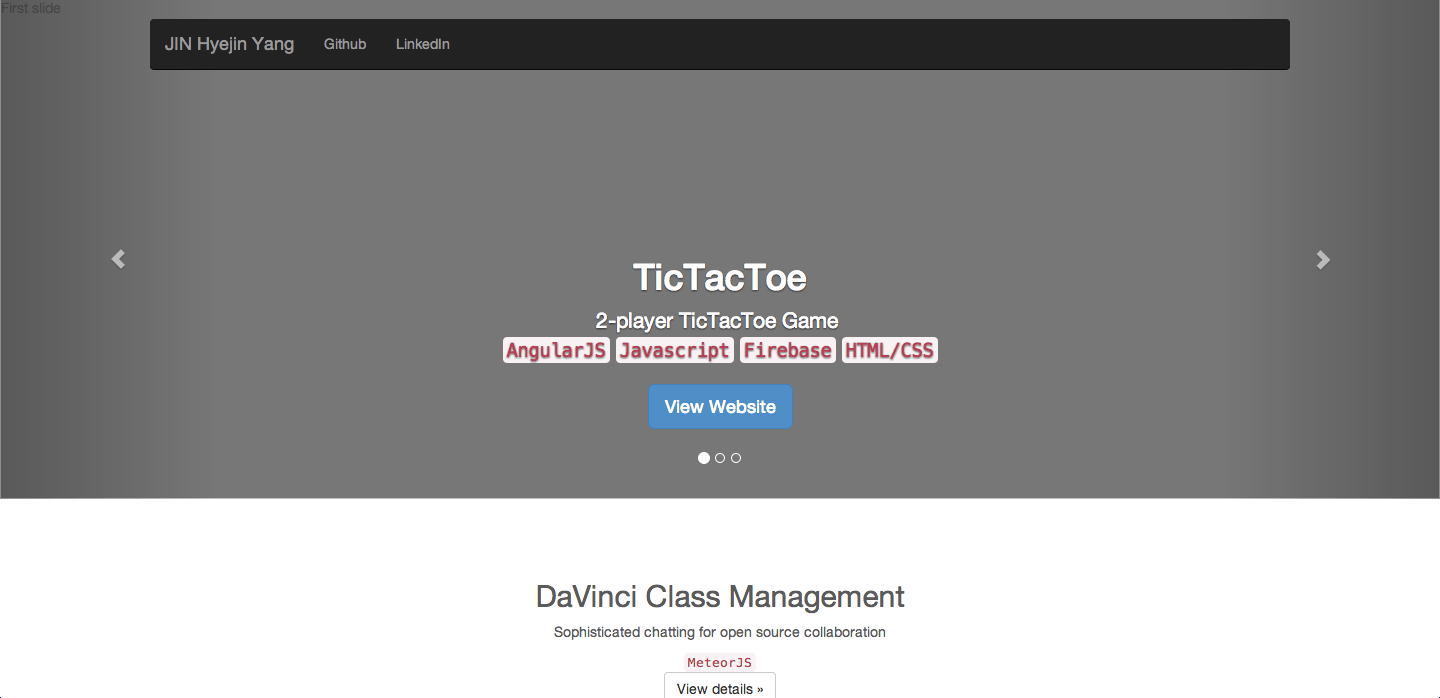 First slide
JIN Hyejin Yang Github LinkedIn
TicTacToe
2-player TicTacToe Game
AngularJS Javascript Firebase HTML/CSS
View Website
DaVinci Class Management
Sophisticated chatting for open source collaboration
MeteorJS
View details »